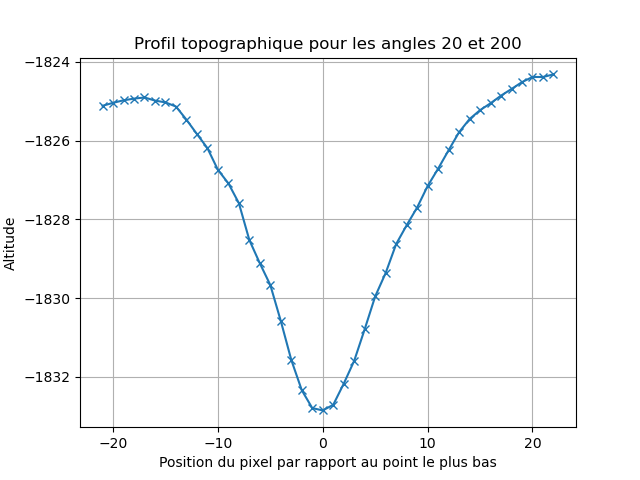 Profil topographique pour les angles 20 et 200
−1824
−1826
−1828
−1830
−1832
Altitude
−20 −10 0 10 20
Position du pixel par rapport au point le plus bas